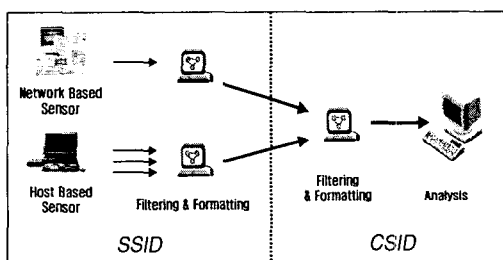 Network Based
Sensor
Host Based
Sensor
Filtering & Formatting
Filtering
& Formatting
Analysis
SSID
CSID